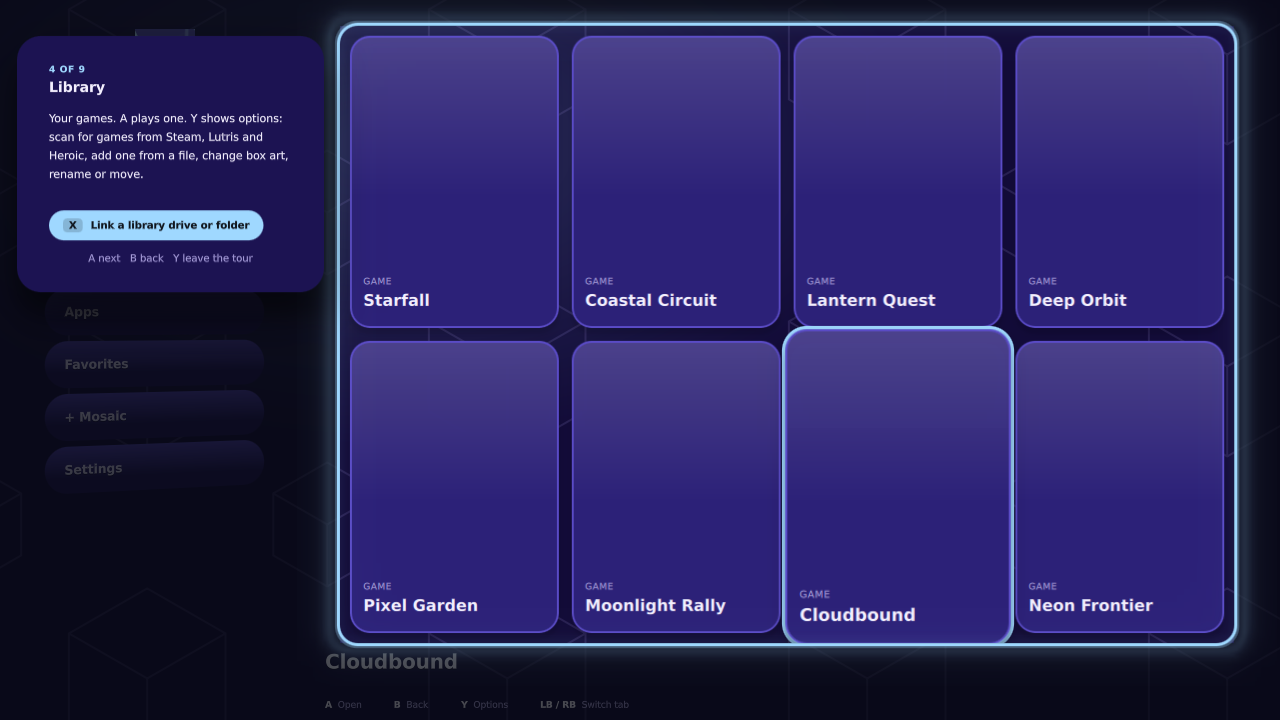 4 OF 9
Library
Your games. A plays one. Y shows options:
scan for games from Steam, Lutris and
Heroic, add one from a file, change box art,
rename or move.
X Link a library drive or folder
A next B back Y leave the tour
Apps
Favorites
+ Mosaic
Settings
GAME
Starfall
GAME
Coastal Circuit
GAME
Lantern Quest
GAME
Deep Orbit
GAME
Pixel Garden
GAME
Moonlight Rally
GAME
Cloudbound
GAME
Neon Frontier
Cloudbound
A Open B Back Y Options LB / RB Switch tab